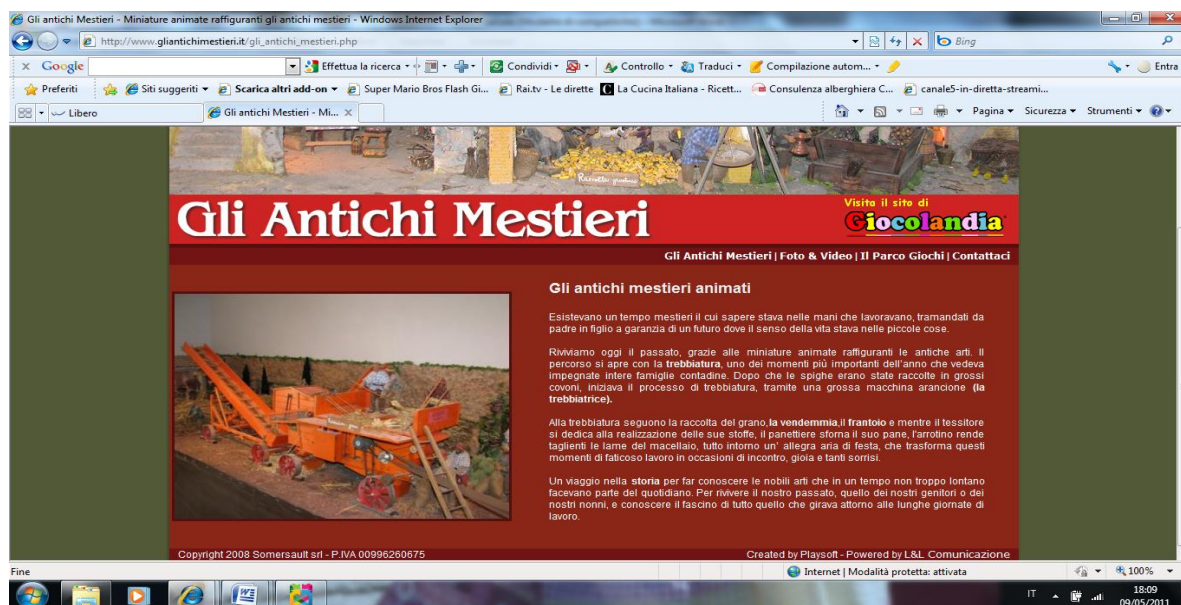 Gli antichi Mestieri - Miniature animate raffiguranti gli antichi mestieri - Windows Internet Explorer
http://www.gliantichimestieri.it/gli_antichi_mestieri.php
Bing
Google
Effettua la ricerca
Condividi
Controllo
Traduci
Compilazione autom...
Entra
Preferiti
Siti suggeriti
Scarica altri add-on
Super Mario Bros Flash Gi...
Rai.tv - Le dirette
La Cucina Italiana - Ricett...
Consulenza alberghiera C...
canale5-in-diretta-streami...
Libero
Gli antichi Mestieri - Mi...
Pagina
Sicurezza
Strumenti
Gli Antichi Mestieri
Visita il sito di
Giocolandia
Gli Antichi Mestieri | Foto & Video | Il Parco Giochi | Contattaci
Gli antichi mestieri animati
Esistevano un tempo mestieri il cui sapere stava nelle mani che lavoravano, tramandati da
padre in figlio a garanzia di un futuro dove il senso della vita stava nelle piccole cose.
Riviviamo oggi il passato, grazie alle miniature animate raffiguranti le antiche arti. Il
percorso si apre con la trebbiatura, uno dei momenti più importanti dell'anno che vedeva
impegnate intere famiglie contadine. Dopo che le spighe erano state raccolte in grossi
covoni, iniziava il processo di trebbiatura, tramite una grossa macchina arancione (la
trebbiatrice).
Alla trebbiatura seguono la raccolta del grano,la vendemmia,il frantoio e mentre il tessitore
si dedica alla realizzazione delle sue stoffe, il panettiere sforna il suo pane, l'arrotino rende
taglienti le lame del macellaio, tutto intorno un' allegra aria di festa, che trasforma questi
momenti di faticoso lavoro in occasioni di incontro, gioia e tanti sorrisi.
Un viaggio nella storia per far conoscere le nobili arti che in un tempo non troppo lontano
facevano parte del quotidiano. Per rivivere il nostro passato, quello dei nostri genitori o dei
nostri nonni, e conoscere il fascino di tutto quello che girava attorno alle lunghe giornate di
lavoro.
Copyright 2008 Somersault srl - P.IVA 00996260675
Created by Playsoft - Powered by L&L Comunicazione
Fine
Internet | Modalità protetta: attivata
100%
IT
18:09
09/05/2011